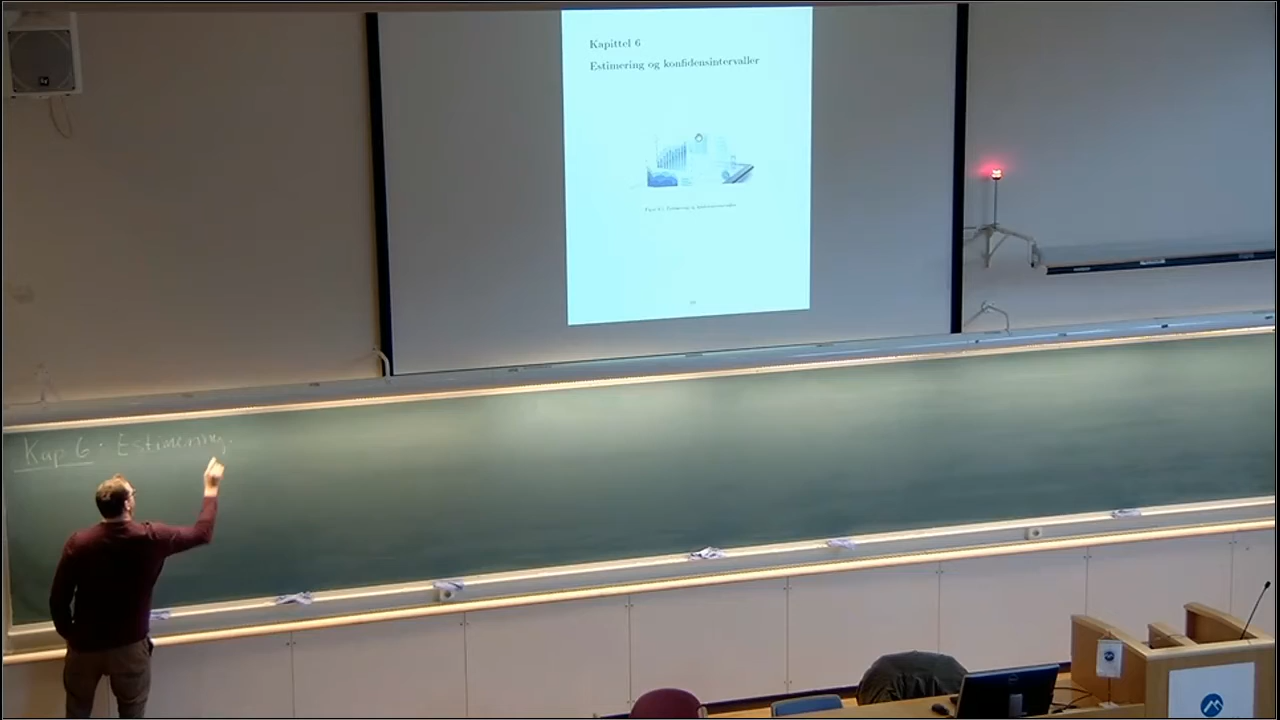 Kapittel 6
Estimering og konfidensintervaller
Kap 6: Estimering.